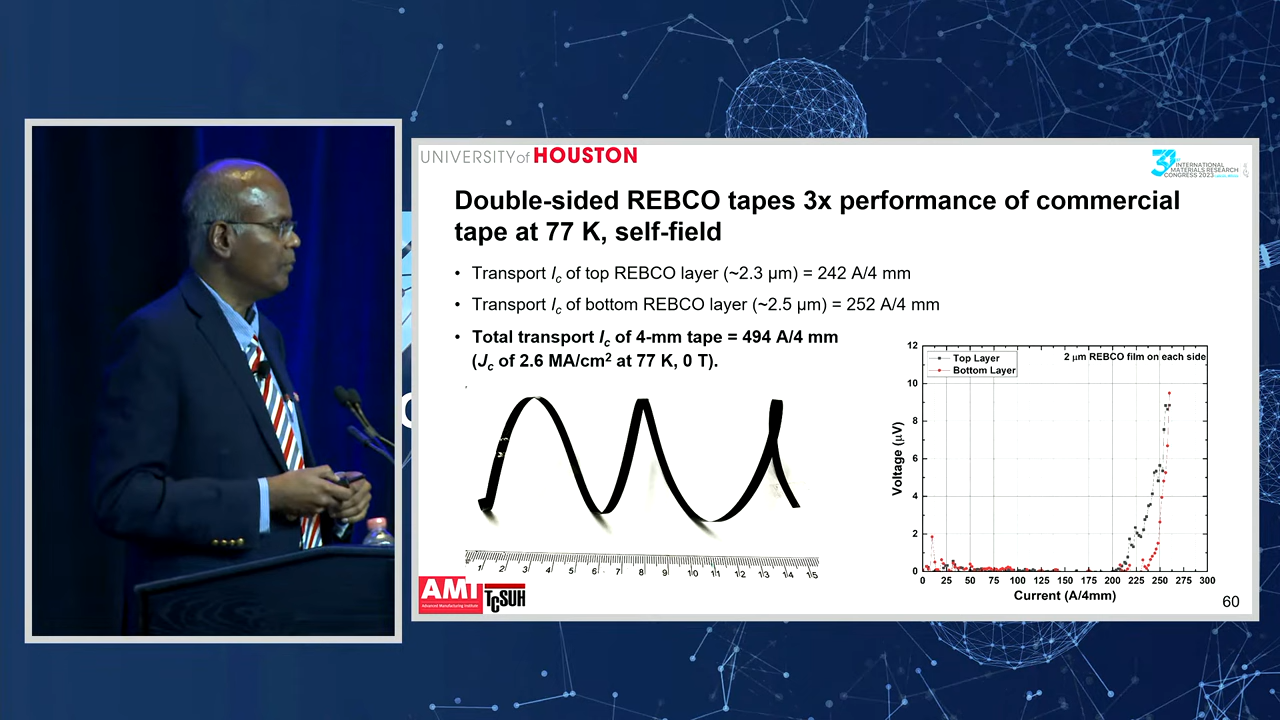 UNIVERSITY of HOUSTON
INTERNATIONAL
MATERIALS RESEARCH
CONGRESS 2023
Double-sided REBCO tapes 3x performance of commercial
tape at 77 K, self-field
• Transport Ic of top REBCO layer (~2.3 µm) = 242 A/4 mm
• Transport Ic of bottom REBCO layer (~2.5 µm) = 252 A/4 mm
• Total transport Ic of 4-mm tape = 494 A/4 mm
(Jc of 2.6 MA/cm² at 77 K, 0 T).
Top Layer
Bottom Layer
2 µm REBCO film on each side
Voltage (µV)
12
10
8
6
4
2
0
0 25 50 75 100 125 150 175 200 225 250 275 300
Current (A/4mm)
1 2 3 4 5 6 7 8 9 10 11 12 13 14 15
AMI
Advanced Manufacturing Institute
TCSUH
60